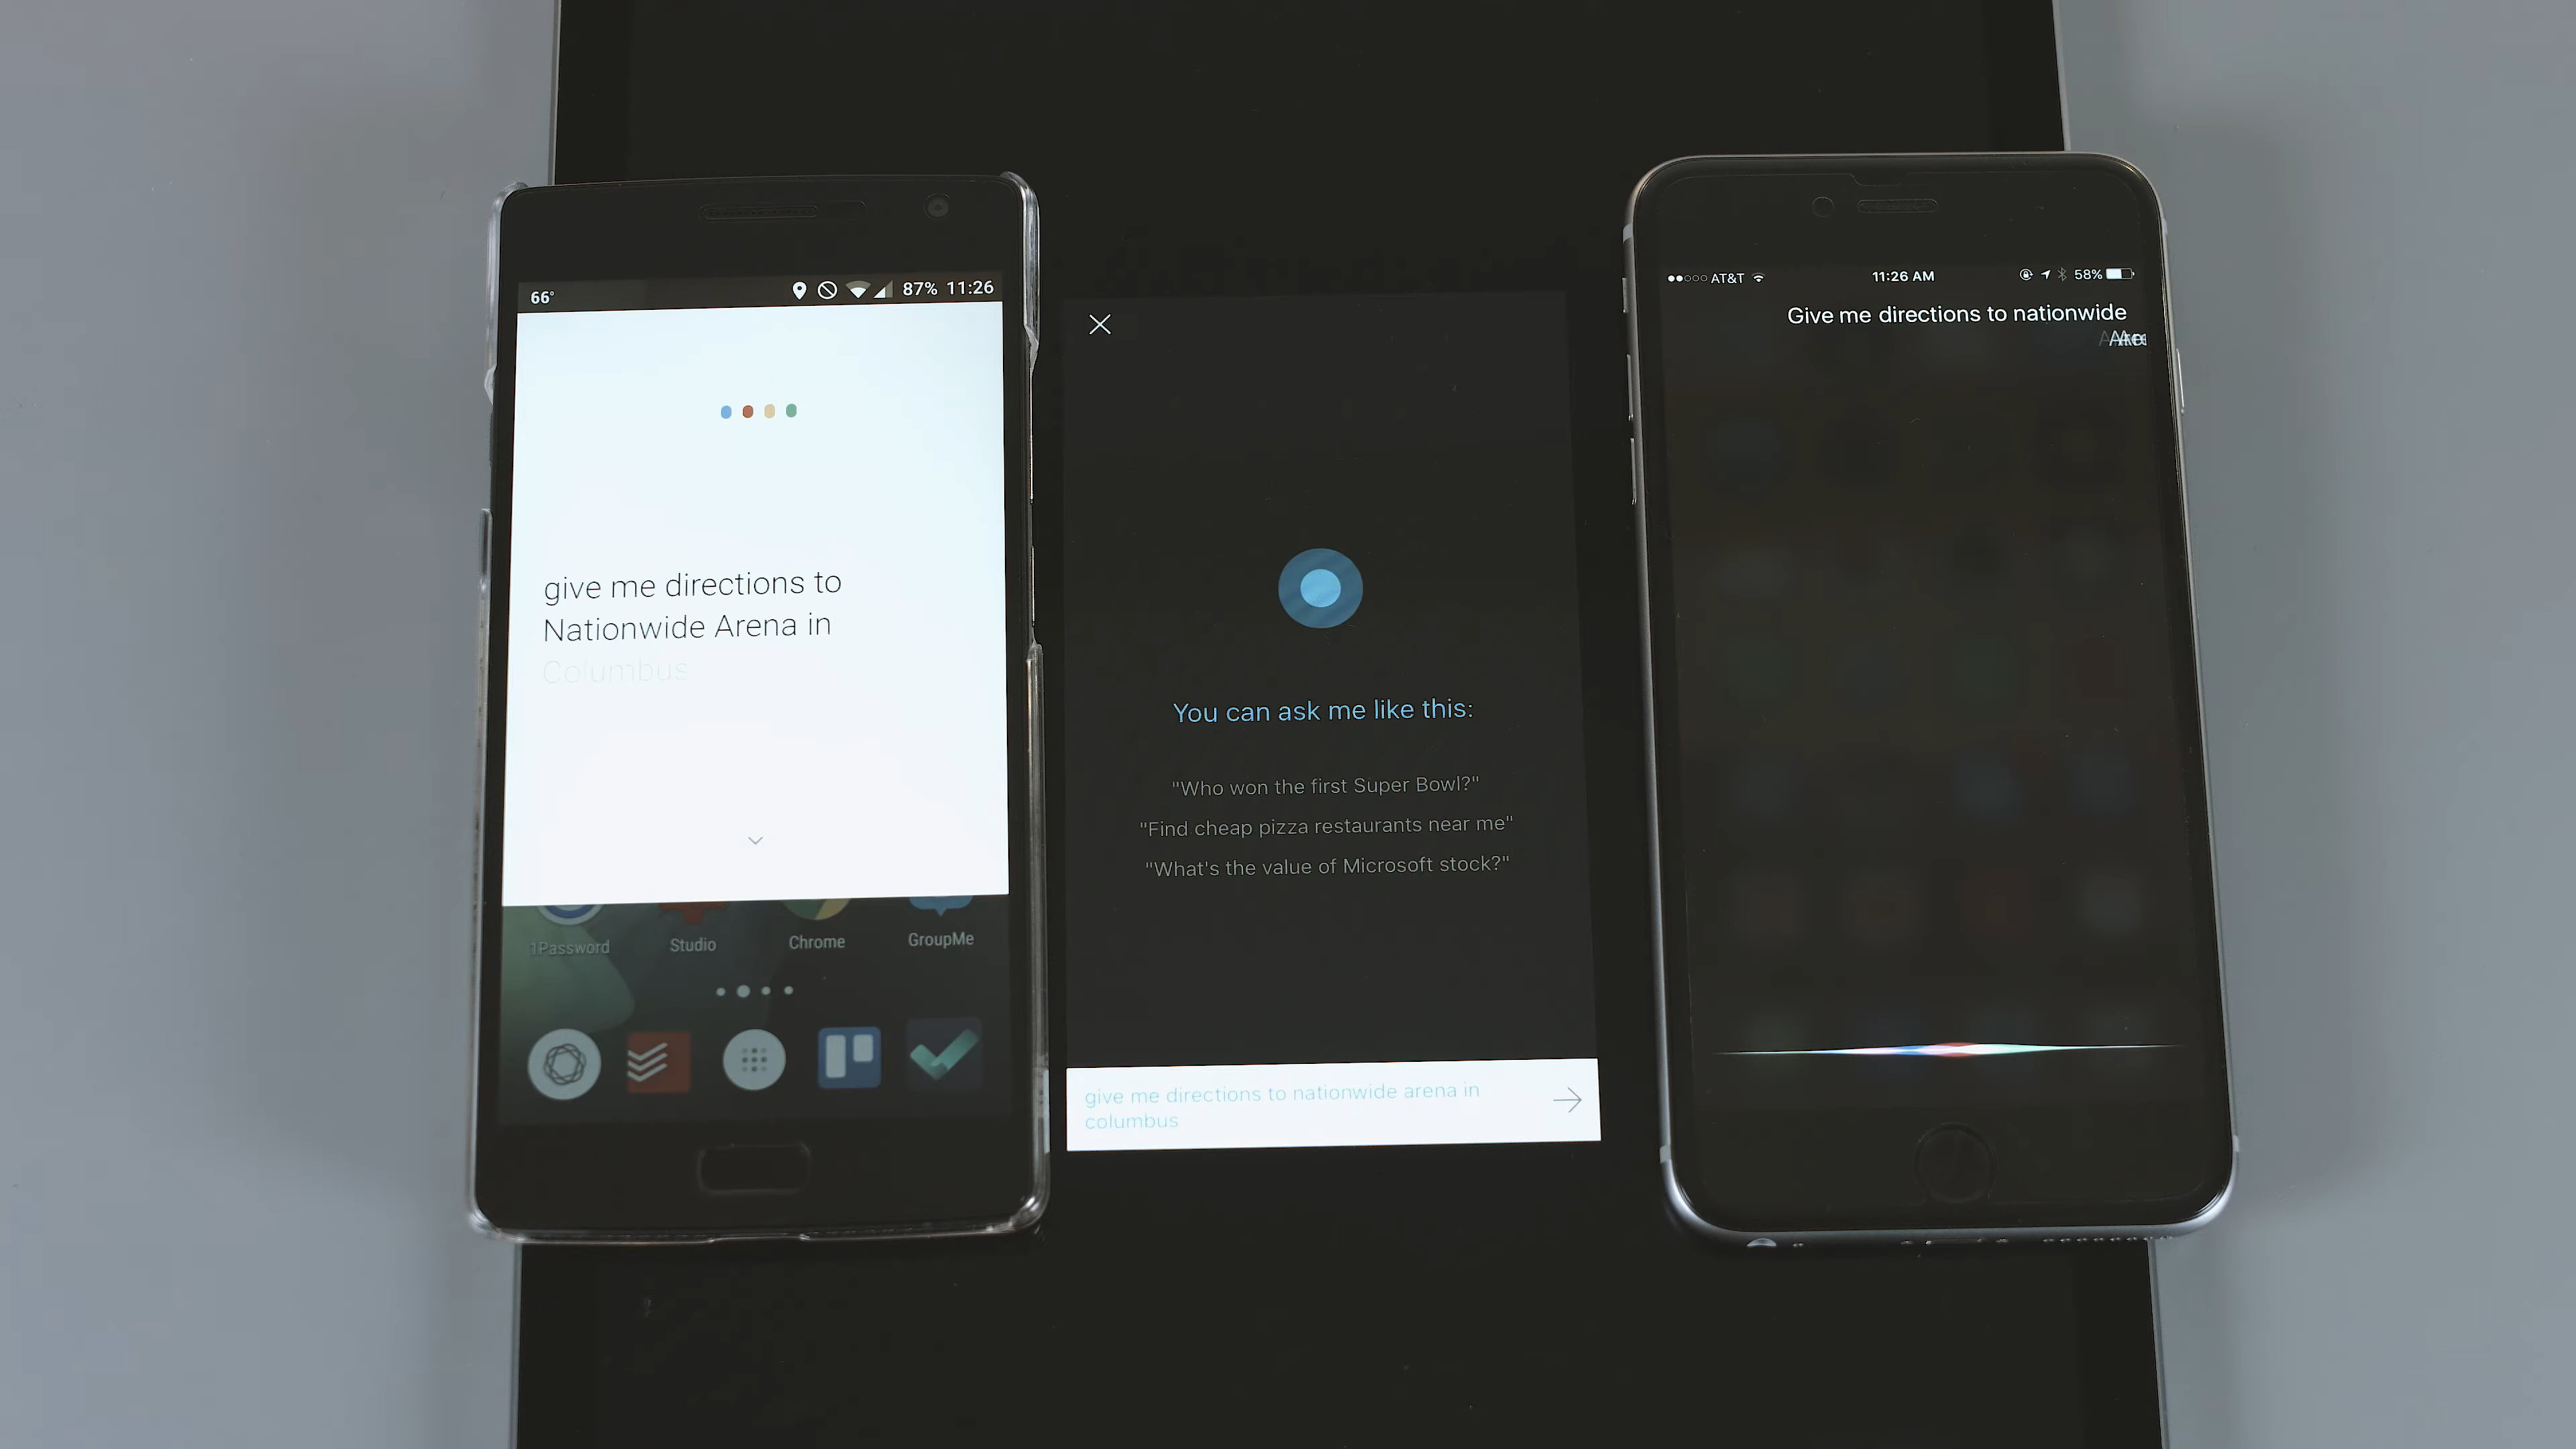 66°
87% 11:26
give me directions to
Nationwide Arena in
Columbus
1Password
Studio
Chrome
GroupMe
You can ask me like this:
"Who won the first Super Bowl?"
"Find cheap pizza restaurants near me"
"What's the value of Microsoft stock?"
give me directions to nationwide arena in
columbus
AT&T
11:26 AM
58%
Give me directions to nationwide